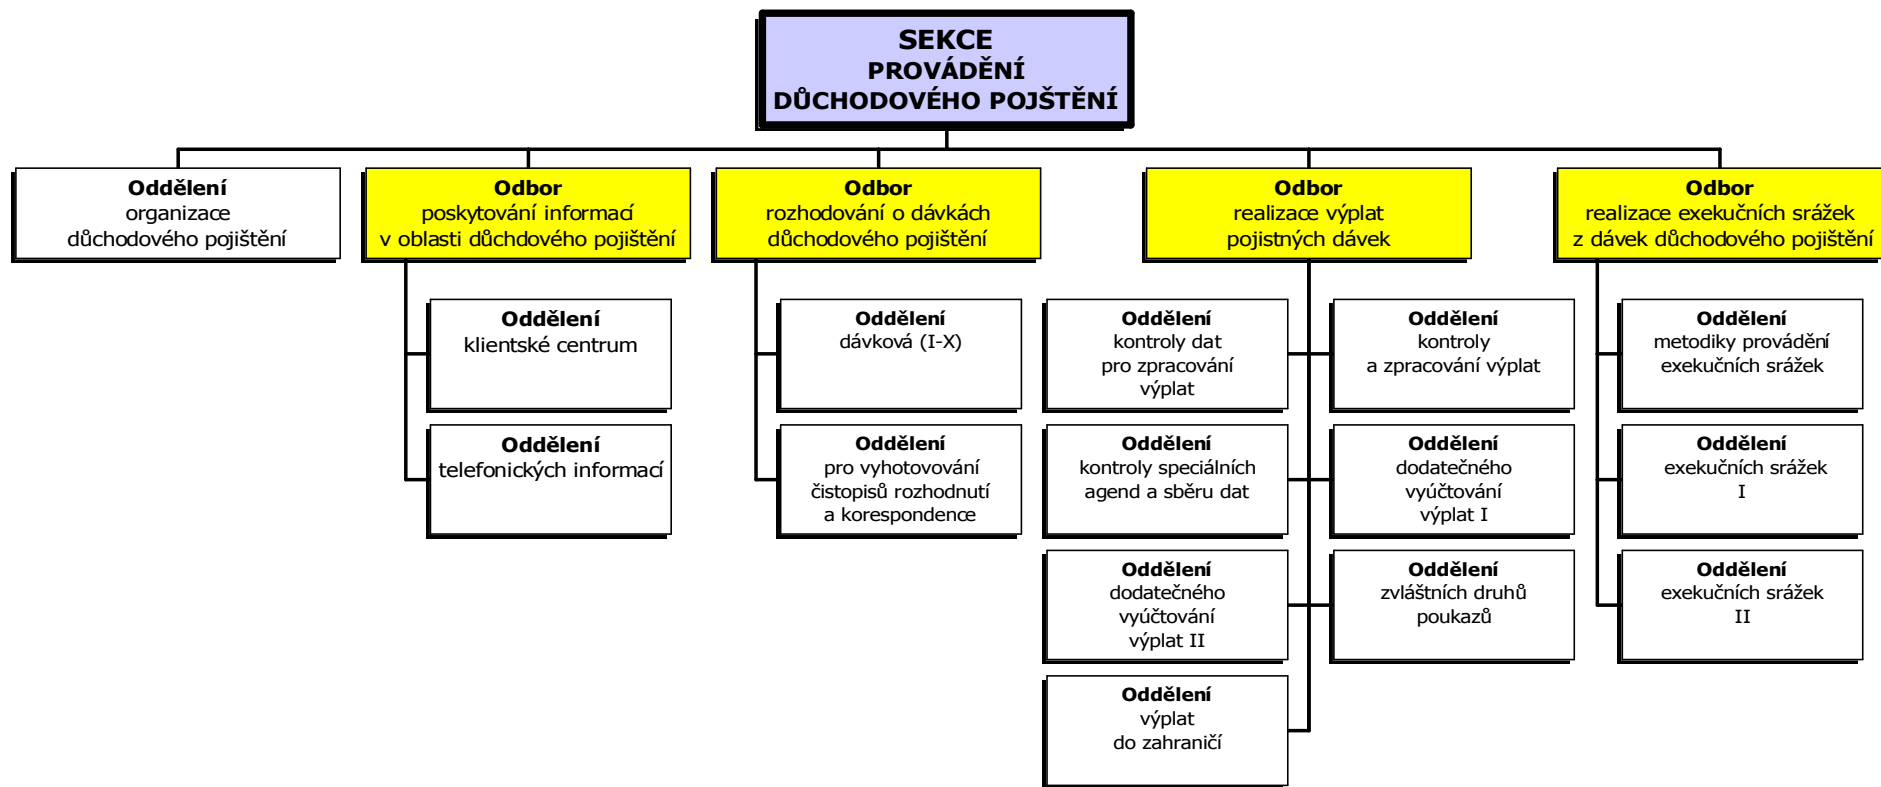 SEKCE
PROVÁDĚNÍ
DŮCHODOVÉHO POJŠTĚNÍ
Oddělení
organizace
důchodového pojištění
Odbor
poskytování informací
v oblasti důchdového pojištění
Odbor
rozhodování o dávkách
důchodového pojištění
Odbor
realizace výplat
pojistných dávek
Odbor
realizace exekučních srážek
z dávek důchodového pojištění
Oddělení
klientské centrum
Oddělení
telefonických informací
Oddělení
dávková (I-X)
Oddělení
pro vyhotovování
čistopisů rozhodnutí
a korespondence
Oddělení
kontroly dat
pro zpracování
výplat
Oddělení
kontroly
a zpracování výplat
Oddělení
kontroly speciálních
agend a sběru dat
Oddělení
dodatečného
vyúčtování
výplat I
Oddělení
dodatečného
vyúčtování
výplat II
Oddělení
zvláštních druhů
poukazů
Oddělení
výplat
do zahraničí
Oddělení
metodiky provádění
exekučních srážek
Oddělení
exekučních srážek
I
Oddělení
exekučních srážek
II